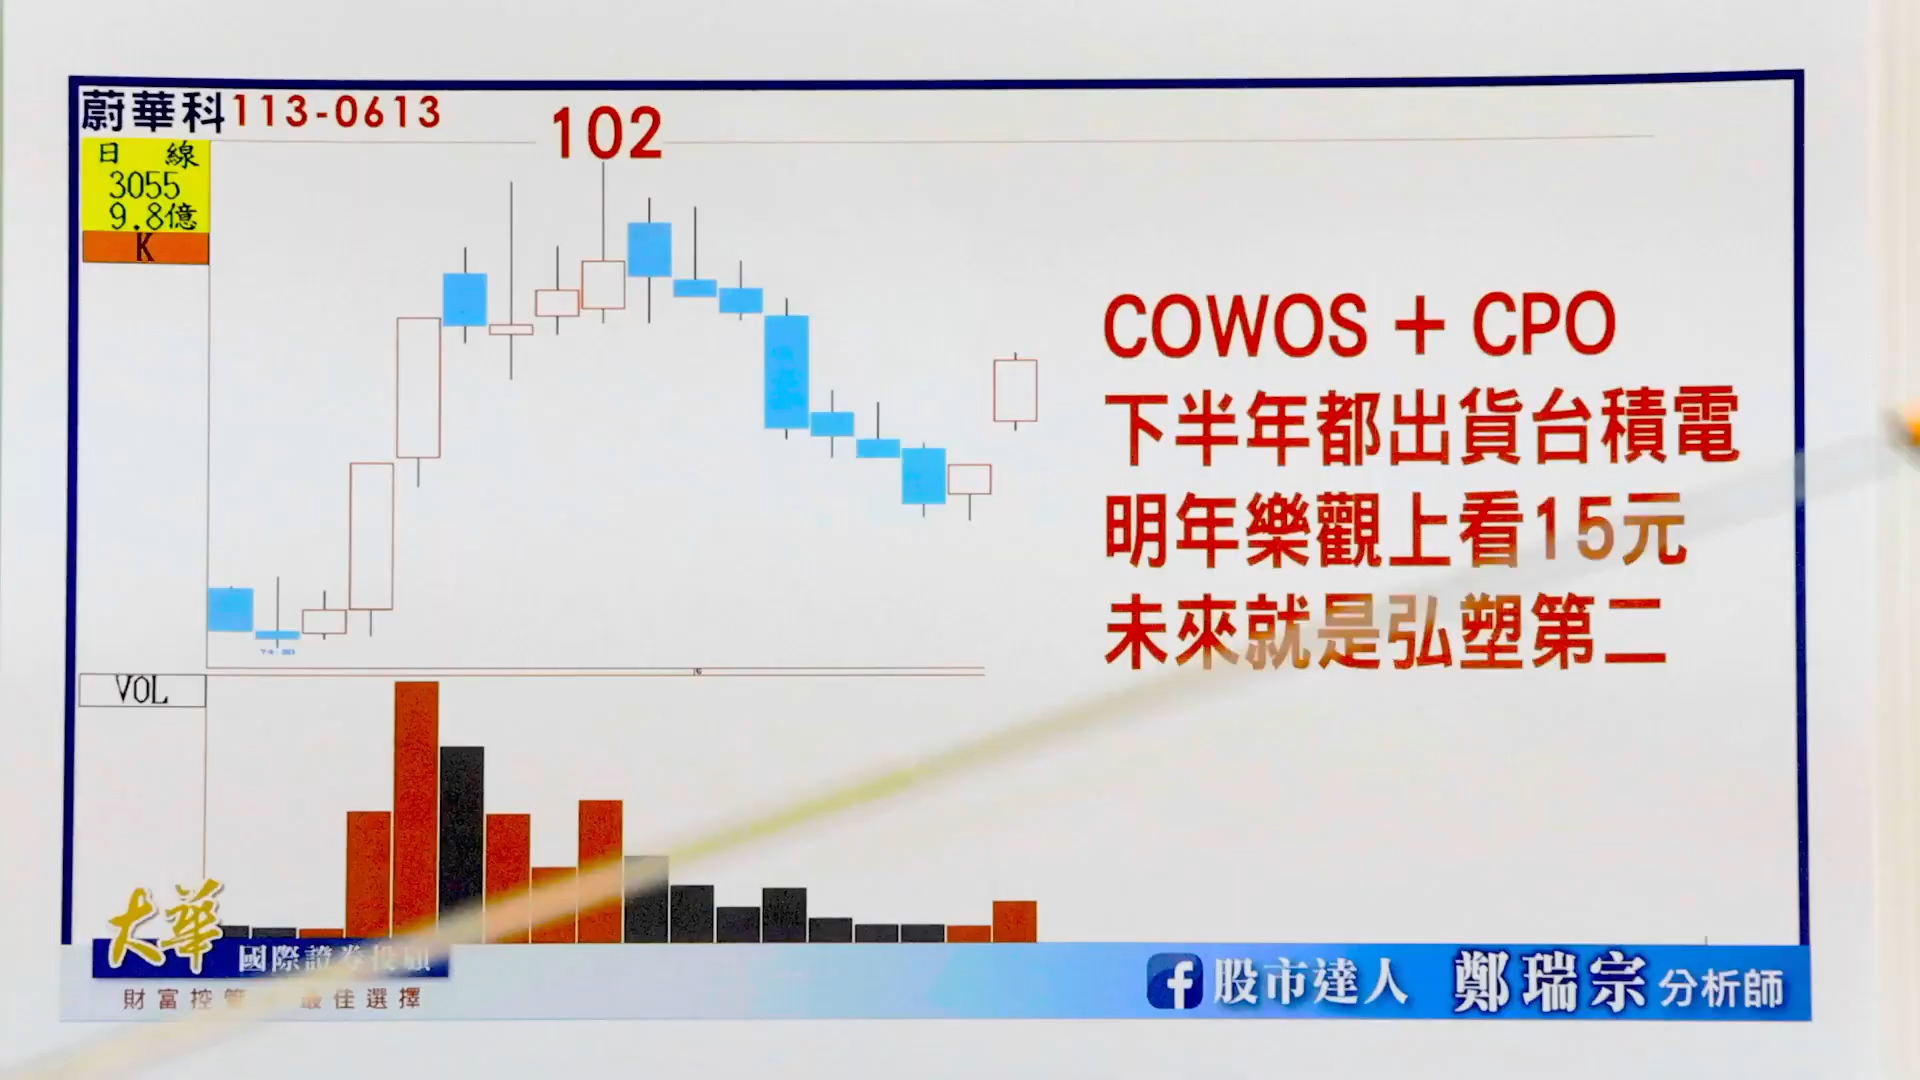 蔚華科113-0613
102
日 線
3055
9.8億
K
COWOS + CPO
下半年都出貨台積電
明年樂觀上看15元
未來就是弘塑第二
VOL
大華
國際證券投顧
財富控管 最佳選擇
股市達人 鄭瑞宗 分析師